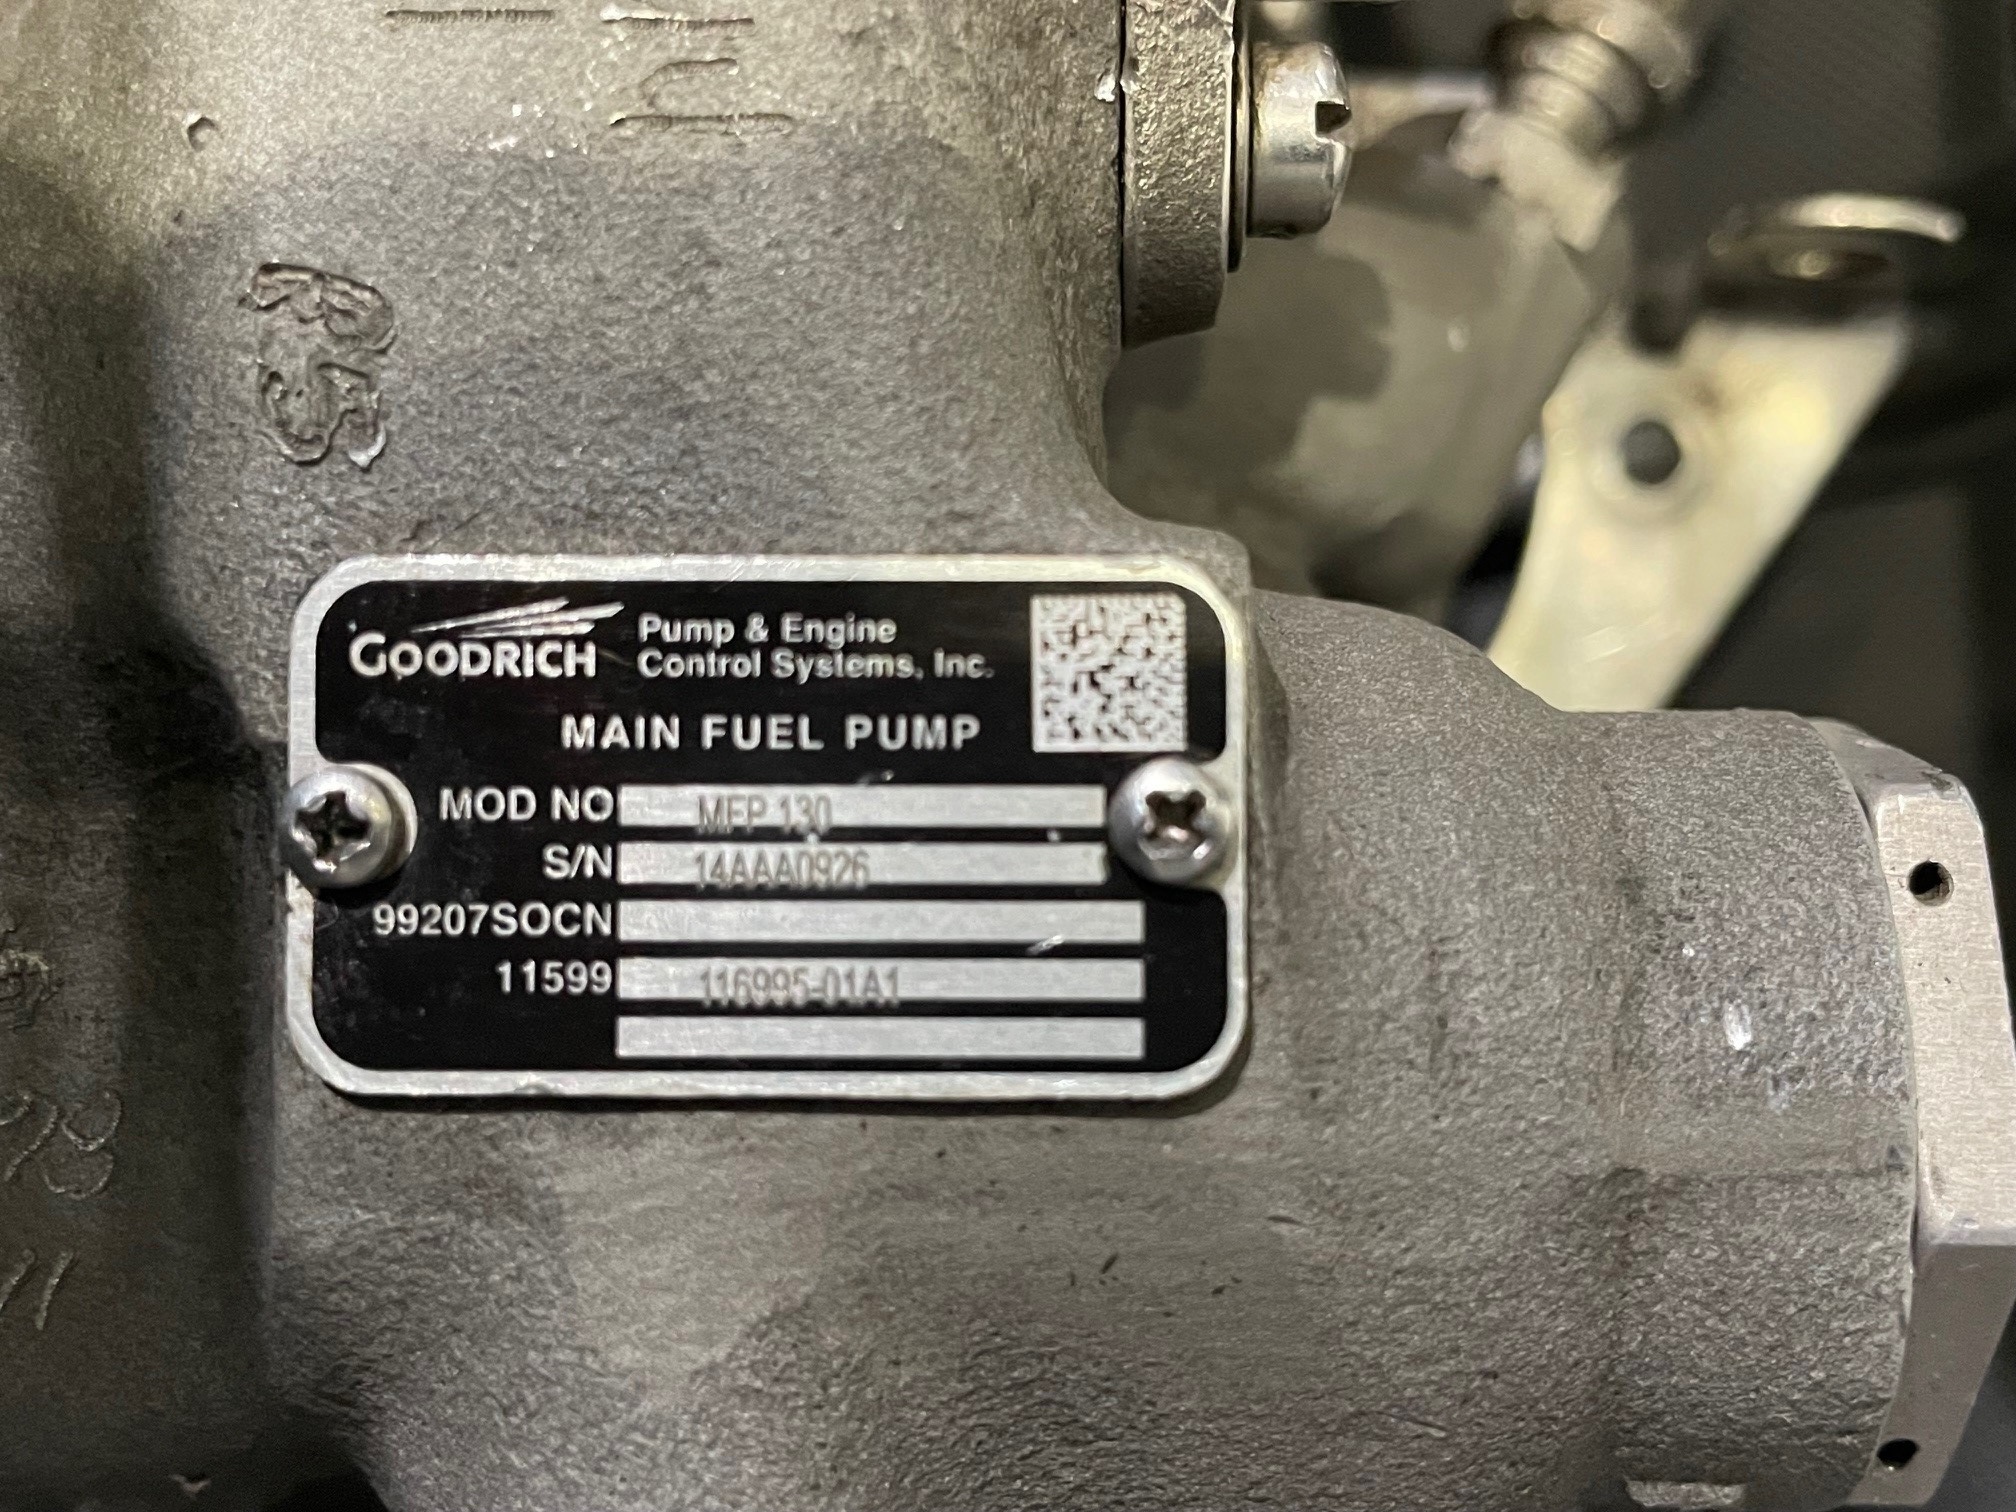 GOODRICH
Pump & Engine
Control Systems, Inc.
MAIN FUEL PUMP
MOD NO MFP 130
S/N 14AAA0926
99207SOCN
11599 116995-01A1